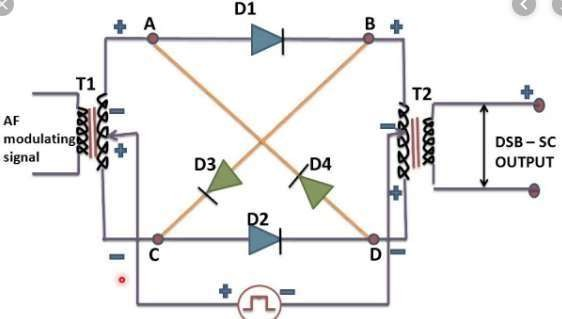 D1
A
B
T1
T2
AF
modulating
signal
D3
D4
DSB – SC
OUTPUT
D2
C
D